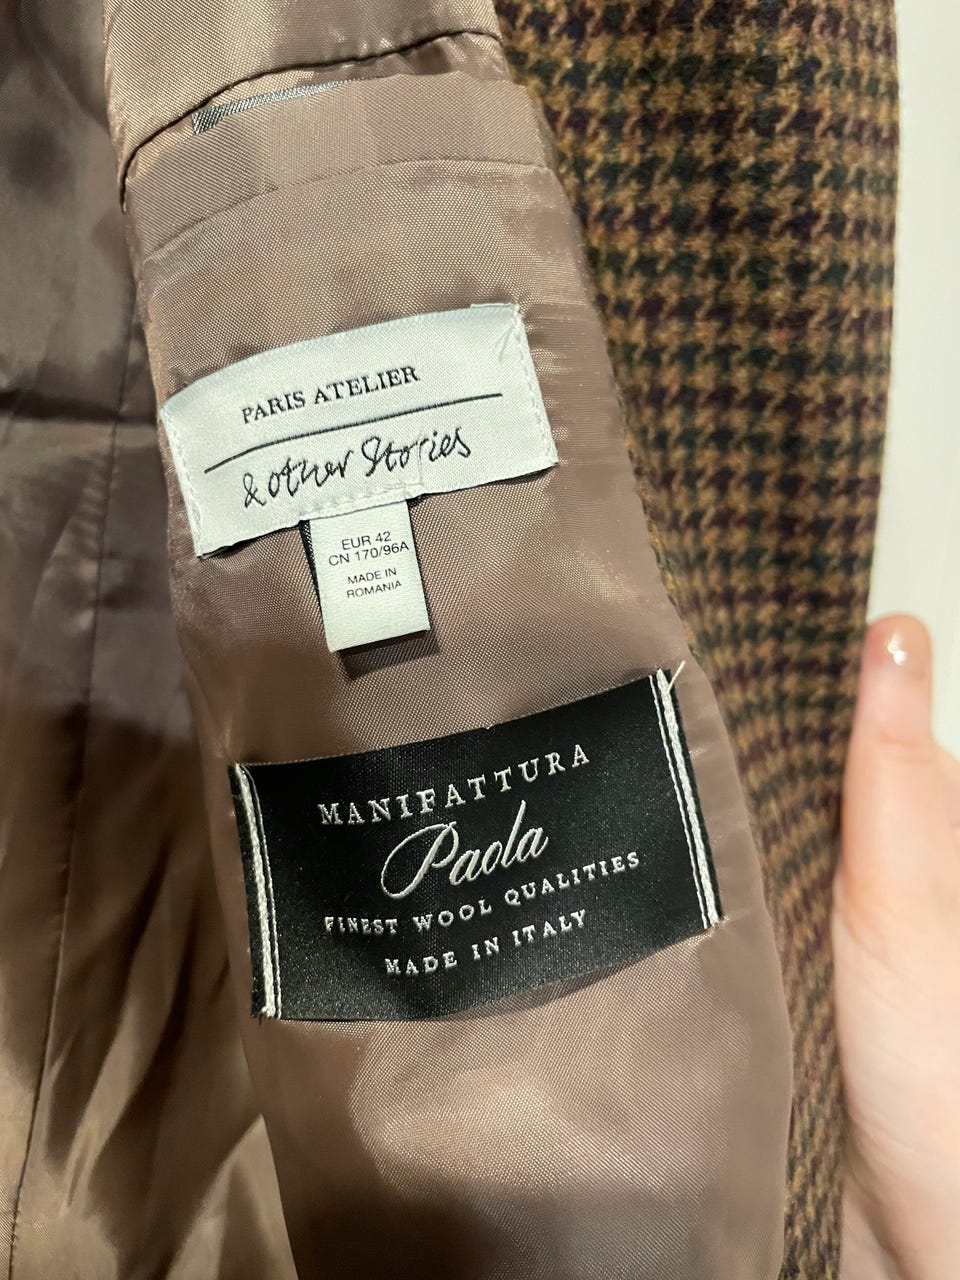 PARIS ATELIER
& other Stories
EUR 42
CN 170/96A
MADE IN
ROMANIA
MANIFATTURA
Paola
FINEST WOOL QUALITIES
MADE IN ITALY